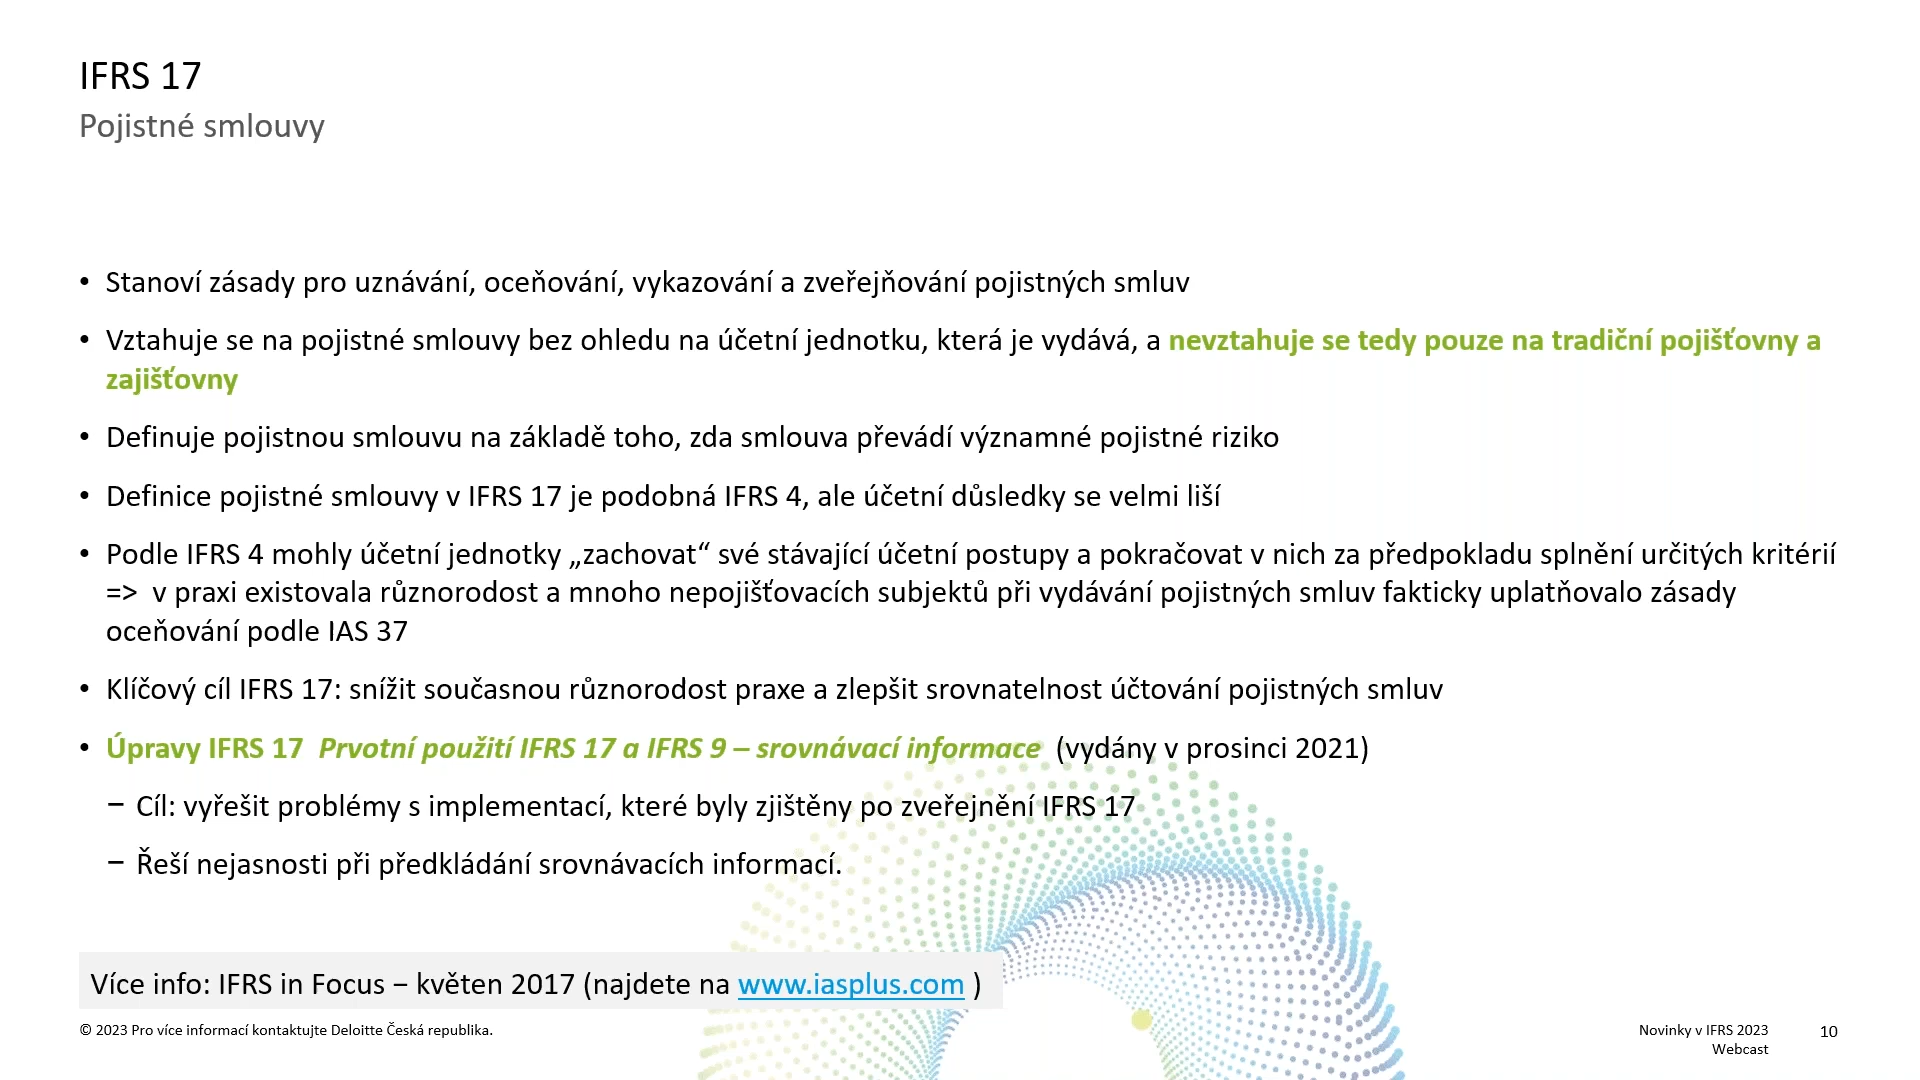 IFRS 17
Pojistné smlouvy
• Stanoví zásady pro uznávání, oceňování, vykazování a zveřejňování pojistných smluv
• Vztahuje se na pojistné smlouvy bez ohledu na účetní jednotku, která je vydává, a nevztahuje se tedy pouze na tradiční pojišťovny a
zajišťovny
• Definuje pojistnou smlouvu na základě toho, zda smlouva převádí významné pojistné riziko
• Definice pojistné smlouvy v IFRS 17 je podobná IFRS 4, ale účetní důsledky se velmi liší
• Podle IFRS 4 mohly účetní jednotky „zachovat“ své stávající účetní postupy a pokračovat v nich za předpokladu splnění určitých kritérií
=> v praxi existovala různorodost a mnoho nepojišťovacích subjektů při vydávání pojistných smluv fakticky uplatňovalo zásady
oceňování podle IAS 37
• Klíčový cíl IFRS 17: snížit současnou různorodost praxe a zlepšit srovnatelnost účtování pojistných smluv
• Úpravy IFRS 17 Prvotní použití IFRS 17 a IFRS 9 – srovnávací informace (vydány v prosinci 2021)
− Cíl: vyřešit problémy s implementací, které byly zjištěny po zveřejnění IFRS 17
− Řeší nejasnosti při předkládání srovnávacích informací.
Více info: IFRS in Focus − květen 2017 (najdete na www.iasplus.com )
© 2023 Pro více informací kontaktujte Deloitte Česká republika.
Novinky v IFRS 2023
Webcast
10